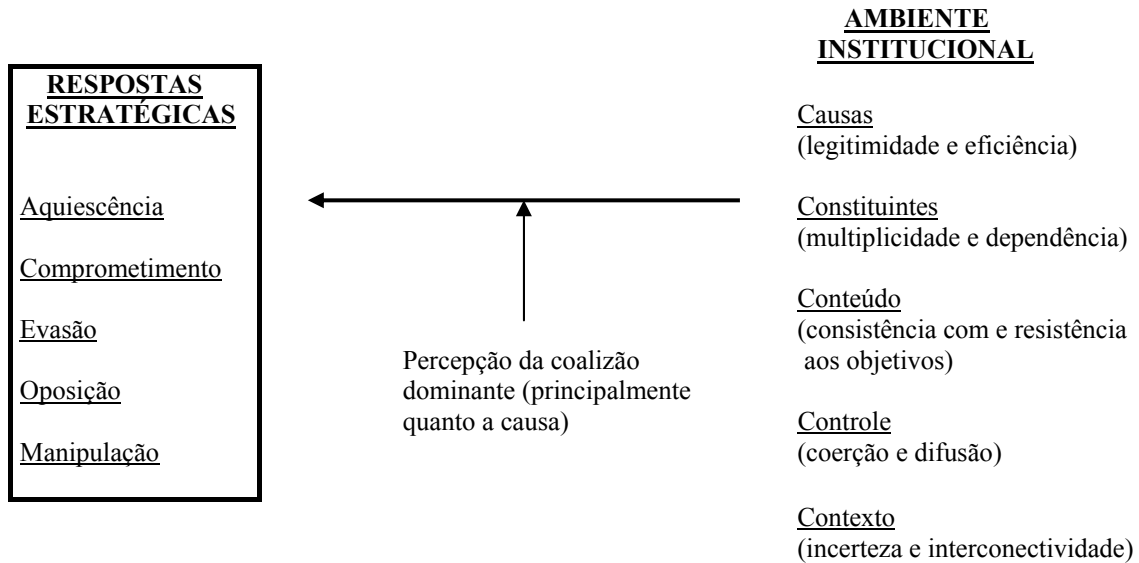 RESPOSTAS
ESTRATÉGICAS
Aquiescência
Comprometimento
Evasão
Oposição
Manipulação
Percepção da coalizão
dominante (principalmente
quanto a causa)
AMBIENTE
INSTITUCIONAL
Causas
(legitimidade e eficiência)
Constituintes
(multiplicidade e dependência)
Conteúdo
(consistência com e resistência
aos objetivos)
Controle
(coerção e difusão)
Contexto
(incerteza e interconectividade)